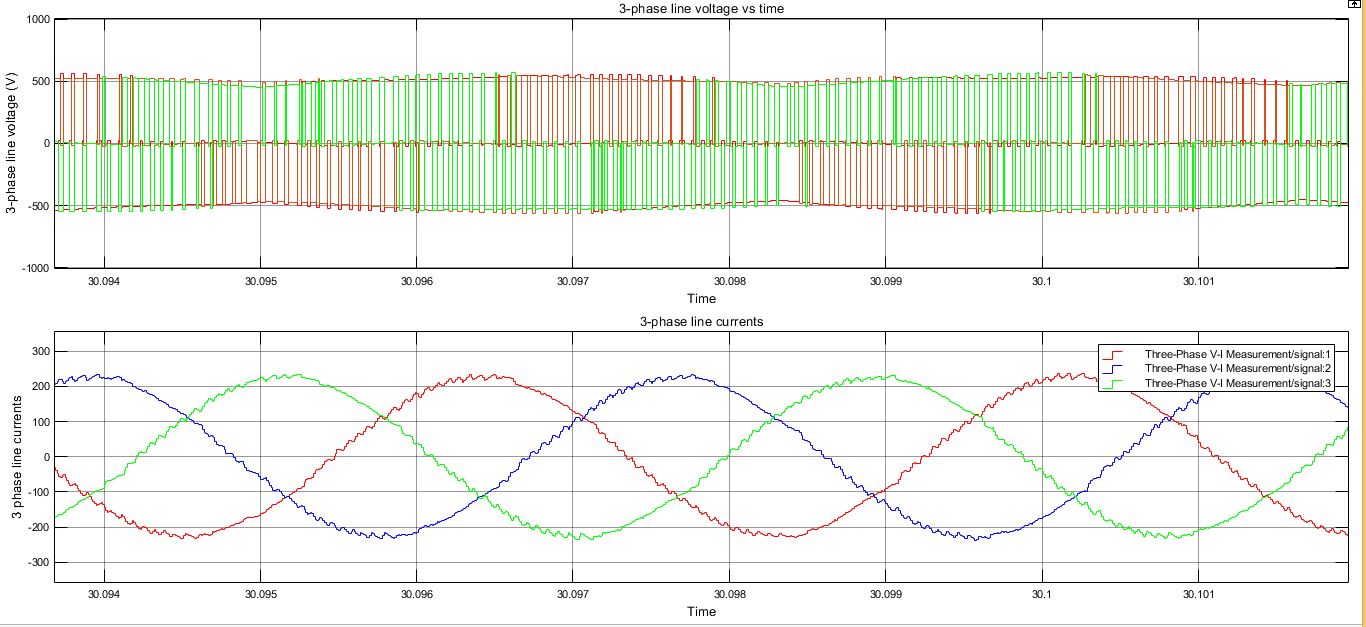 3-phase line voltage vs time
3-phase line voltage (V)
1000
500
0
-500
-1000
30.094 30.095 30.096 30.097 30.098 30.099 30.1 30.101
Time
3-phase line currents
3 phase line currents
300
200
100
0
-100
-200
-300
Three-Phase V-I Measurement/signal:1
Three-Phase V-I Measurement/signal:2
Three-Phase V-I Measurement/signal:3
30.094 30.095 30.096 30.097 30.098 30.099 30.1 30.101
Time